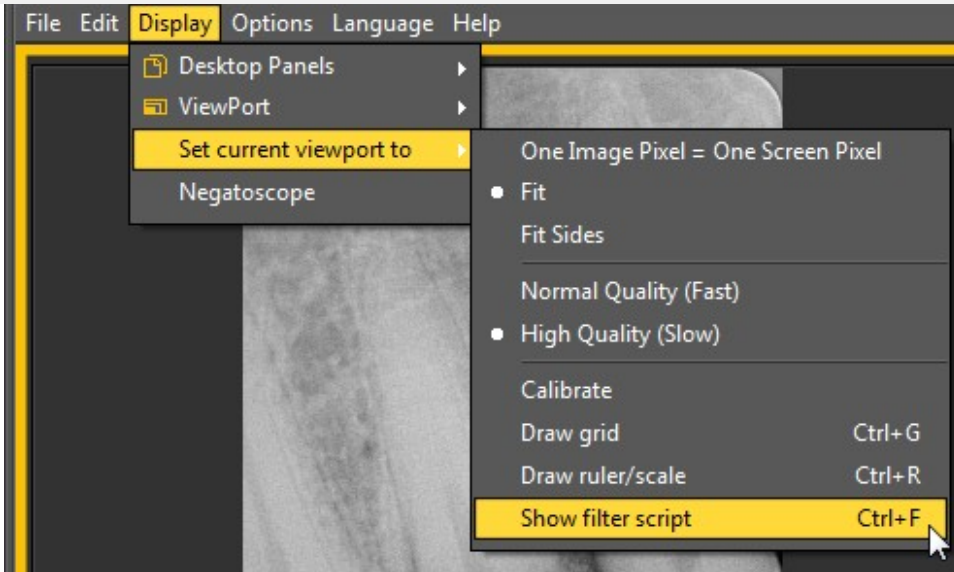 File Edit Display Options Language Help
Desktop Panels
ViewPort
Set current viewport to
Negatoscope
One Image Pixel = One Screen Pixel
Fit
Fit Sides
Normal Quality (Fast)
High Quality (Slow)
Calibrate
Draw grid Ctrl+G
Draw ruler/scale Ctrl+R
Show filter script Ctrl+F